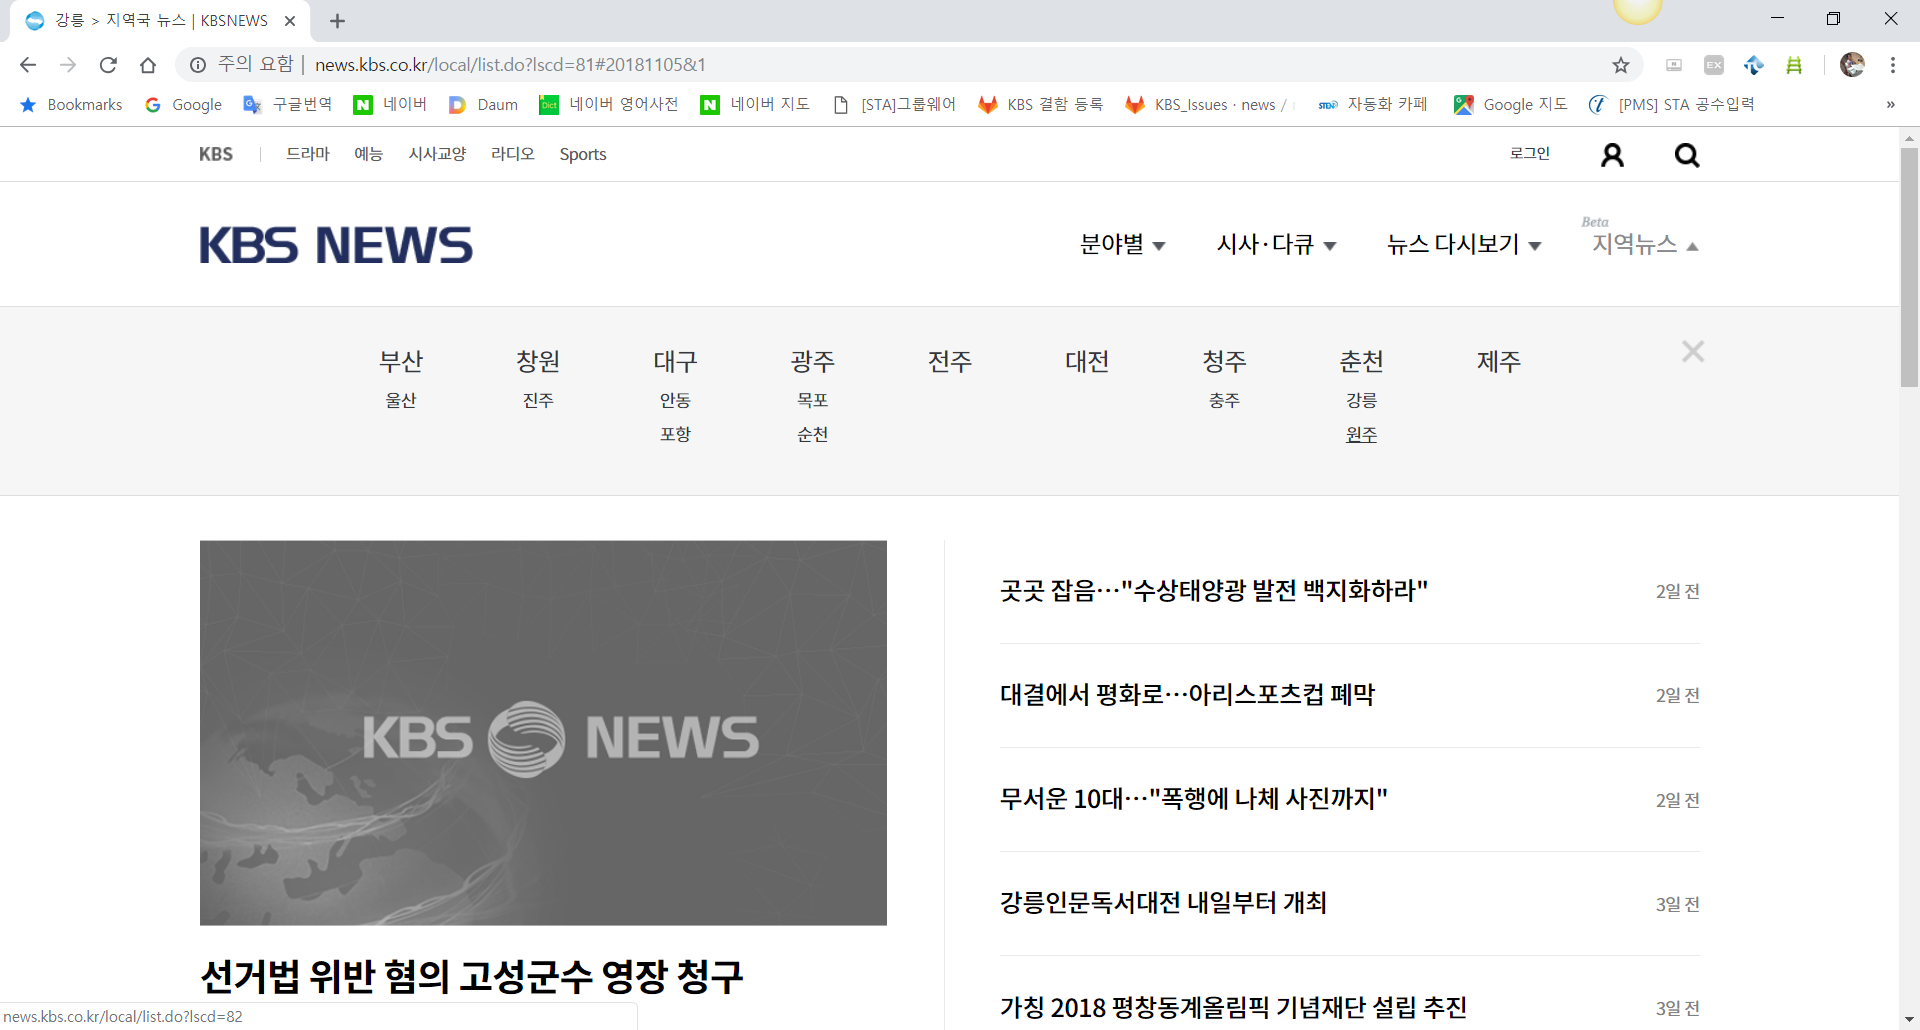 강릉 > 지역국 뉴스 | KBSNEWS
주의 요함 | news.kbs.co.kr/local/list.do?lscd=81#20181105&1
EX
Bookmarks Google 구글번역 네이버 Daum 네이버 영어사전 네이버 지도 [STA]그룹웨어 KBS 결함 등록 KBS_Issues · news / 자동화 카페 Google 지도 [PMS] STA 공수입력 »
KBS 드라마 예능 시사교양 라디오 Sports 로그인
Beta
KBS NEWS 분야별 시사·다큐 뉴스 다시보기 지역뉴스
부산 창원 대구 광주 전주 대전 청주 춘천 제주
울산 진주 안동 목포 충주 강릉
포항 순천 원주
KBS NEWS
선거법 위반 혐의 고성군수 영장 청구
곳곳 잡음…"수상태양광 발전 백지화하라" 2일 전
대결에서 평화로…아리스포츠컵 폐막 2일 전
무서운 10대…"폭행에 나체 사진까지" 2일 전
강릉인문독서대전 내일부터 개최 3일 전
가칭 2018 평창동계올림픽 기념재단 설립 추진 3일 전
news.kbs.co.kr/local/list.do?lscd=82